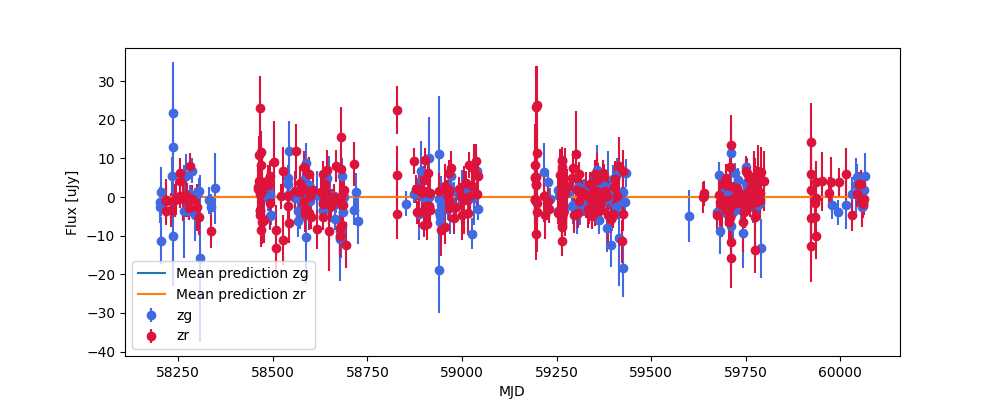 30
20
10
0
−10
−20
−30
−40
Flux [uJy]
Mean prediction zg
Mean prediction zr
zg
zr
58250 58500 58750 59000 59250 59500 59750 60000
MJD